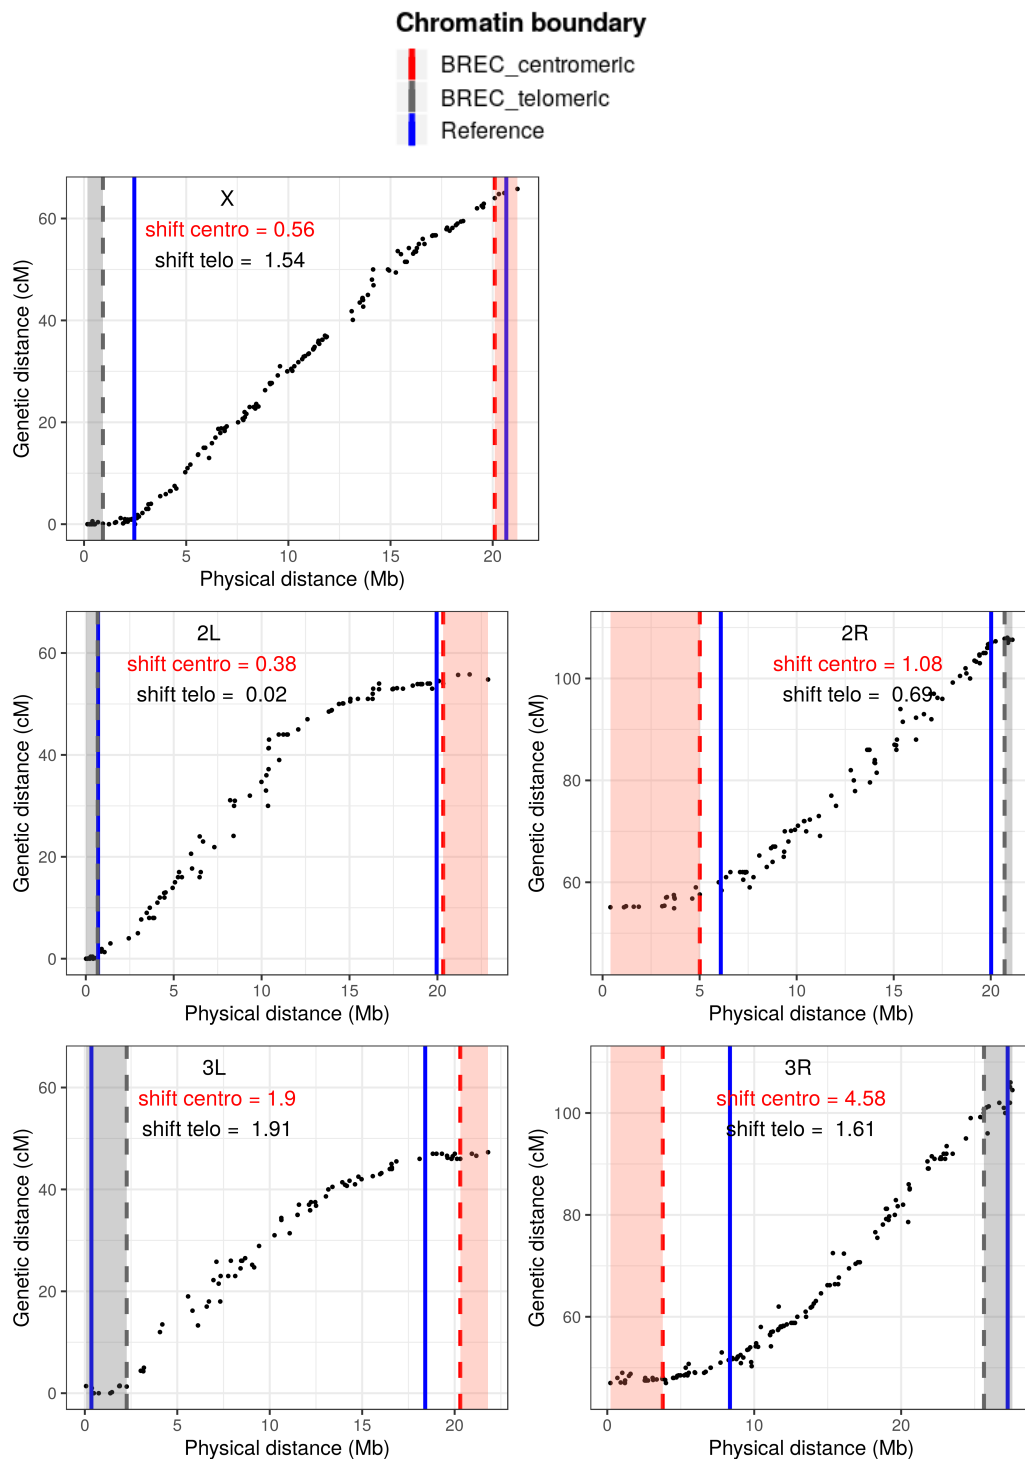 Chromatin boundary
BREC_centromeric
BREC_telomeric
Reference
X
shift centro = 0.56
shift telo =  1.54
Genetic distance (cM)
60
40
20
0
0 5 10 15 20
Physical distance (Mb)
2L
shift centro = 0.38
shift telo =  0.02
Genetic distance (cM)
60
40
20
0
0 5 10 15 20
Physical distance (Mb)
2R
shift centro = 1.08
shift telo =  0.69
Genetic distance (cM)
100
80
60
0 5 10 15 20
Physical distance (Mb)
3L
shift centro = 1.9
shift telo =  1.91
Genetic distance (cM)
60
40
20
0
0 5 10 15 20
Physical distance (Mb)
3R
shift centro = 4.58
shift telo =  1.61
Genetic distance (cM)
100
80
60
0 10 20
Physical distance (Mb)